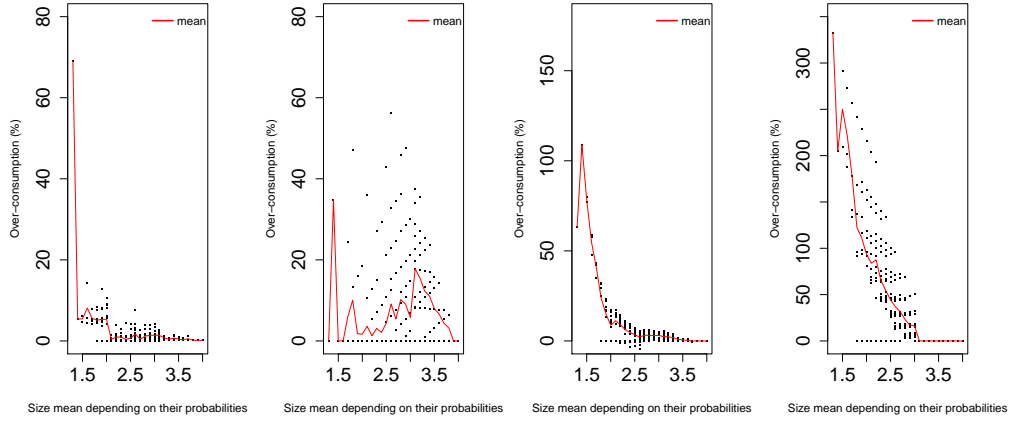 80
60
40
20
0
Over−consumption (%)
mean
1.5 2.5 3.5
Size mean depending on their probabilities
80
60
40
20
0
Over−consumption (%)
mean
1.5 2.5 3.5
Size mean depending on their probabilities
150
100
50
0
Over−consumption (%)
mean
1.5 2.5 3.5
Size mean depending on their probabilities
300
200
100
50
0
Over−consumption (%)
mean
1.5 2.5 3.5
Size mean depending on their probabilities